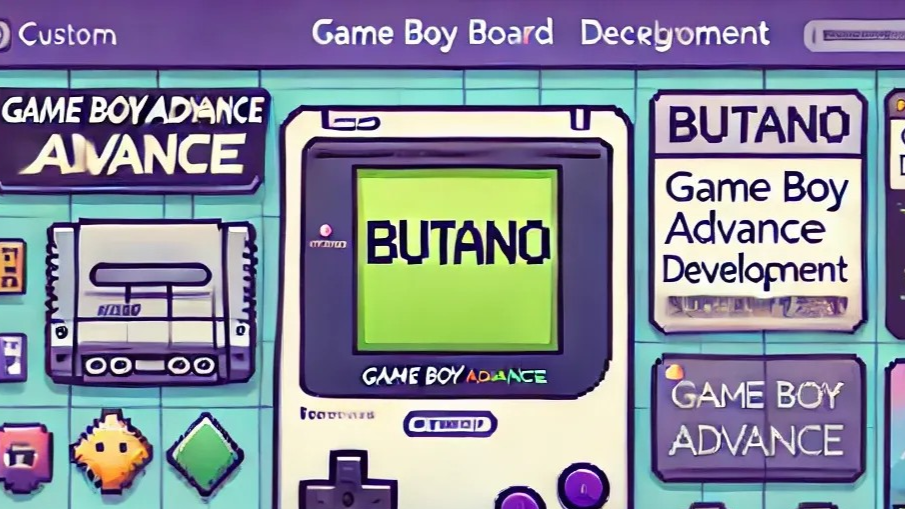 Custom
Game Boy Board Decrgyoment
GAME BOY ADVANCE
ADVANCE
BUTANO
GAME BOY ADVANCE
BUTANO
Game Boy
Advance
Development
GAME BOY
ADVANCE